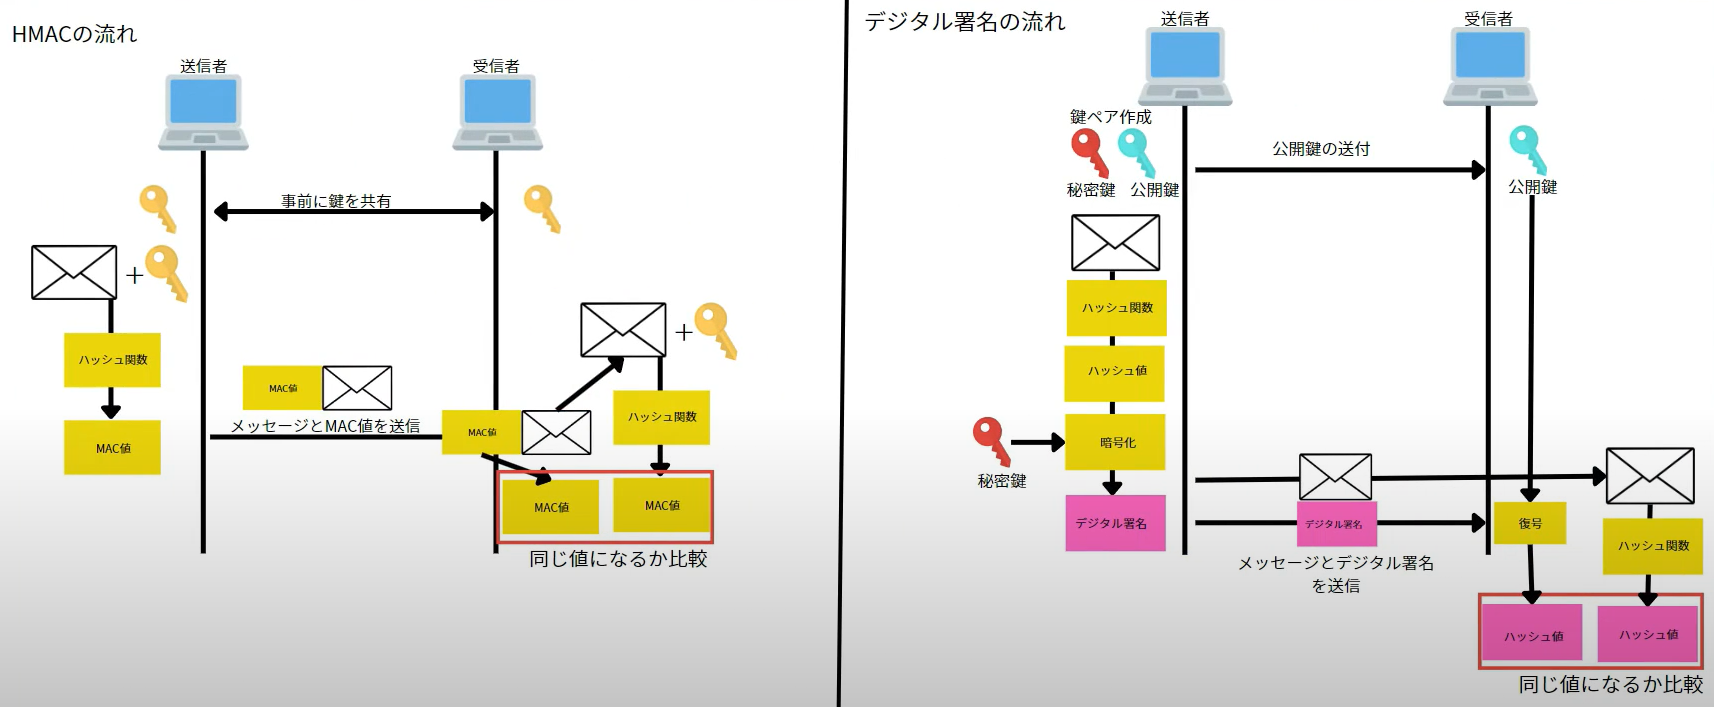 HMACの流れ
送信者
受信者
事前に鍵を共有
+
ハッシュ関数
MAC値
MAC値
メッセージとMAC値を送信
MAC値
+
ハッシュ関数
MAC値
MAC値
同じ値になるか比較
デジタル署名の流れ
送信者
受信者
鍵ペア作成
秘密鍵
公開鍵
公開鍵の送付
公開鍵
ハッシュ関数
ハッシュ値
暗号化
秘密鍵
デジタル署名
デジタル署名
メッセージとデジタル署名
を送信
復号
ハッシュ関数
ハッシュ値
ハッシュ値
同じ値になるか比較